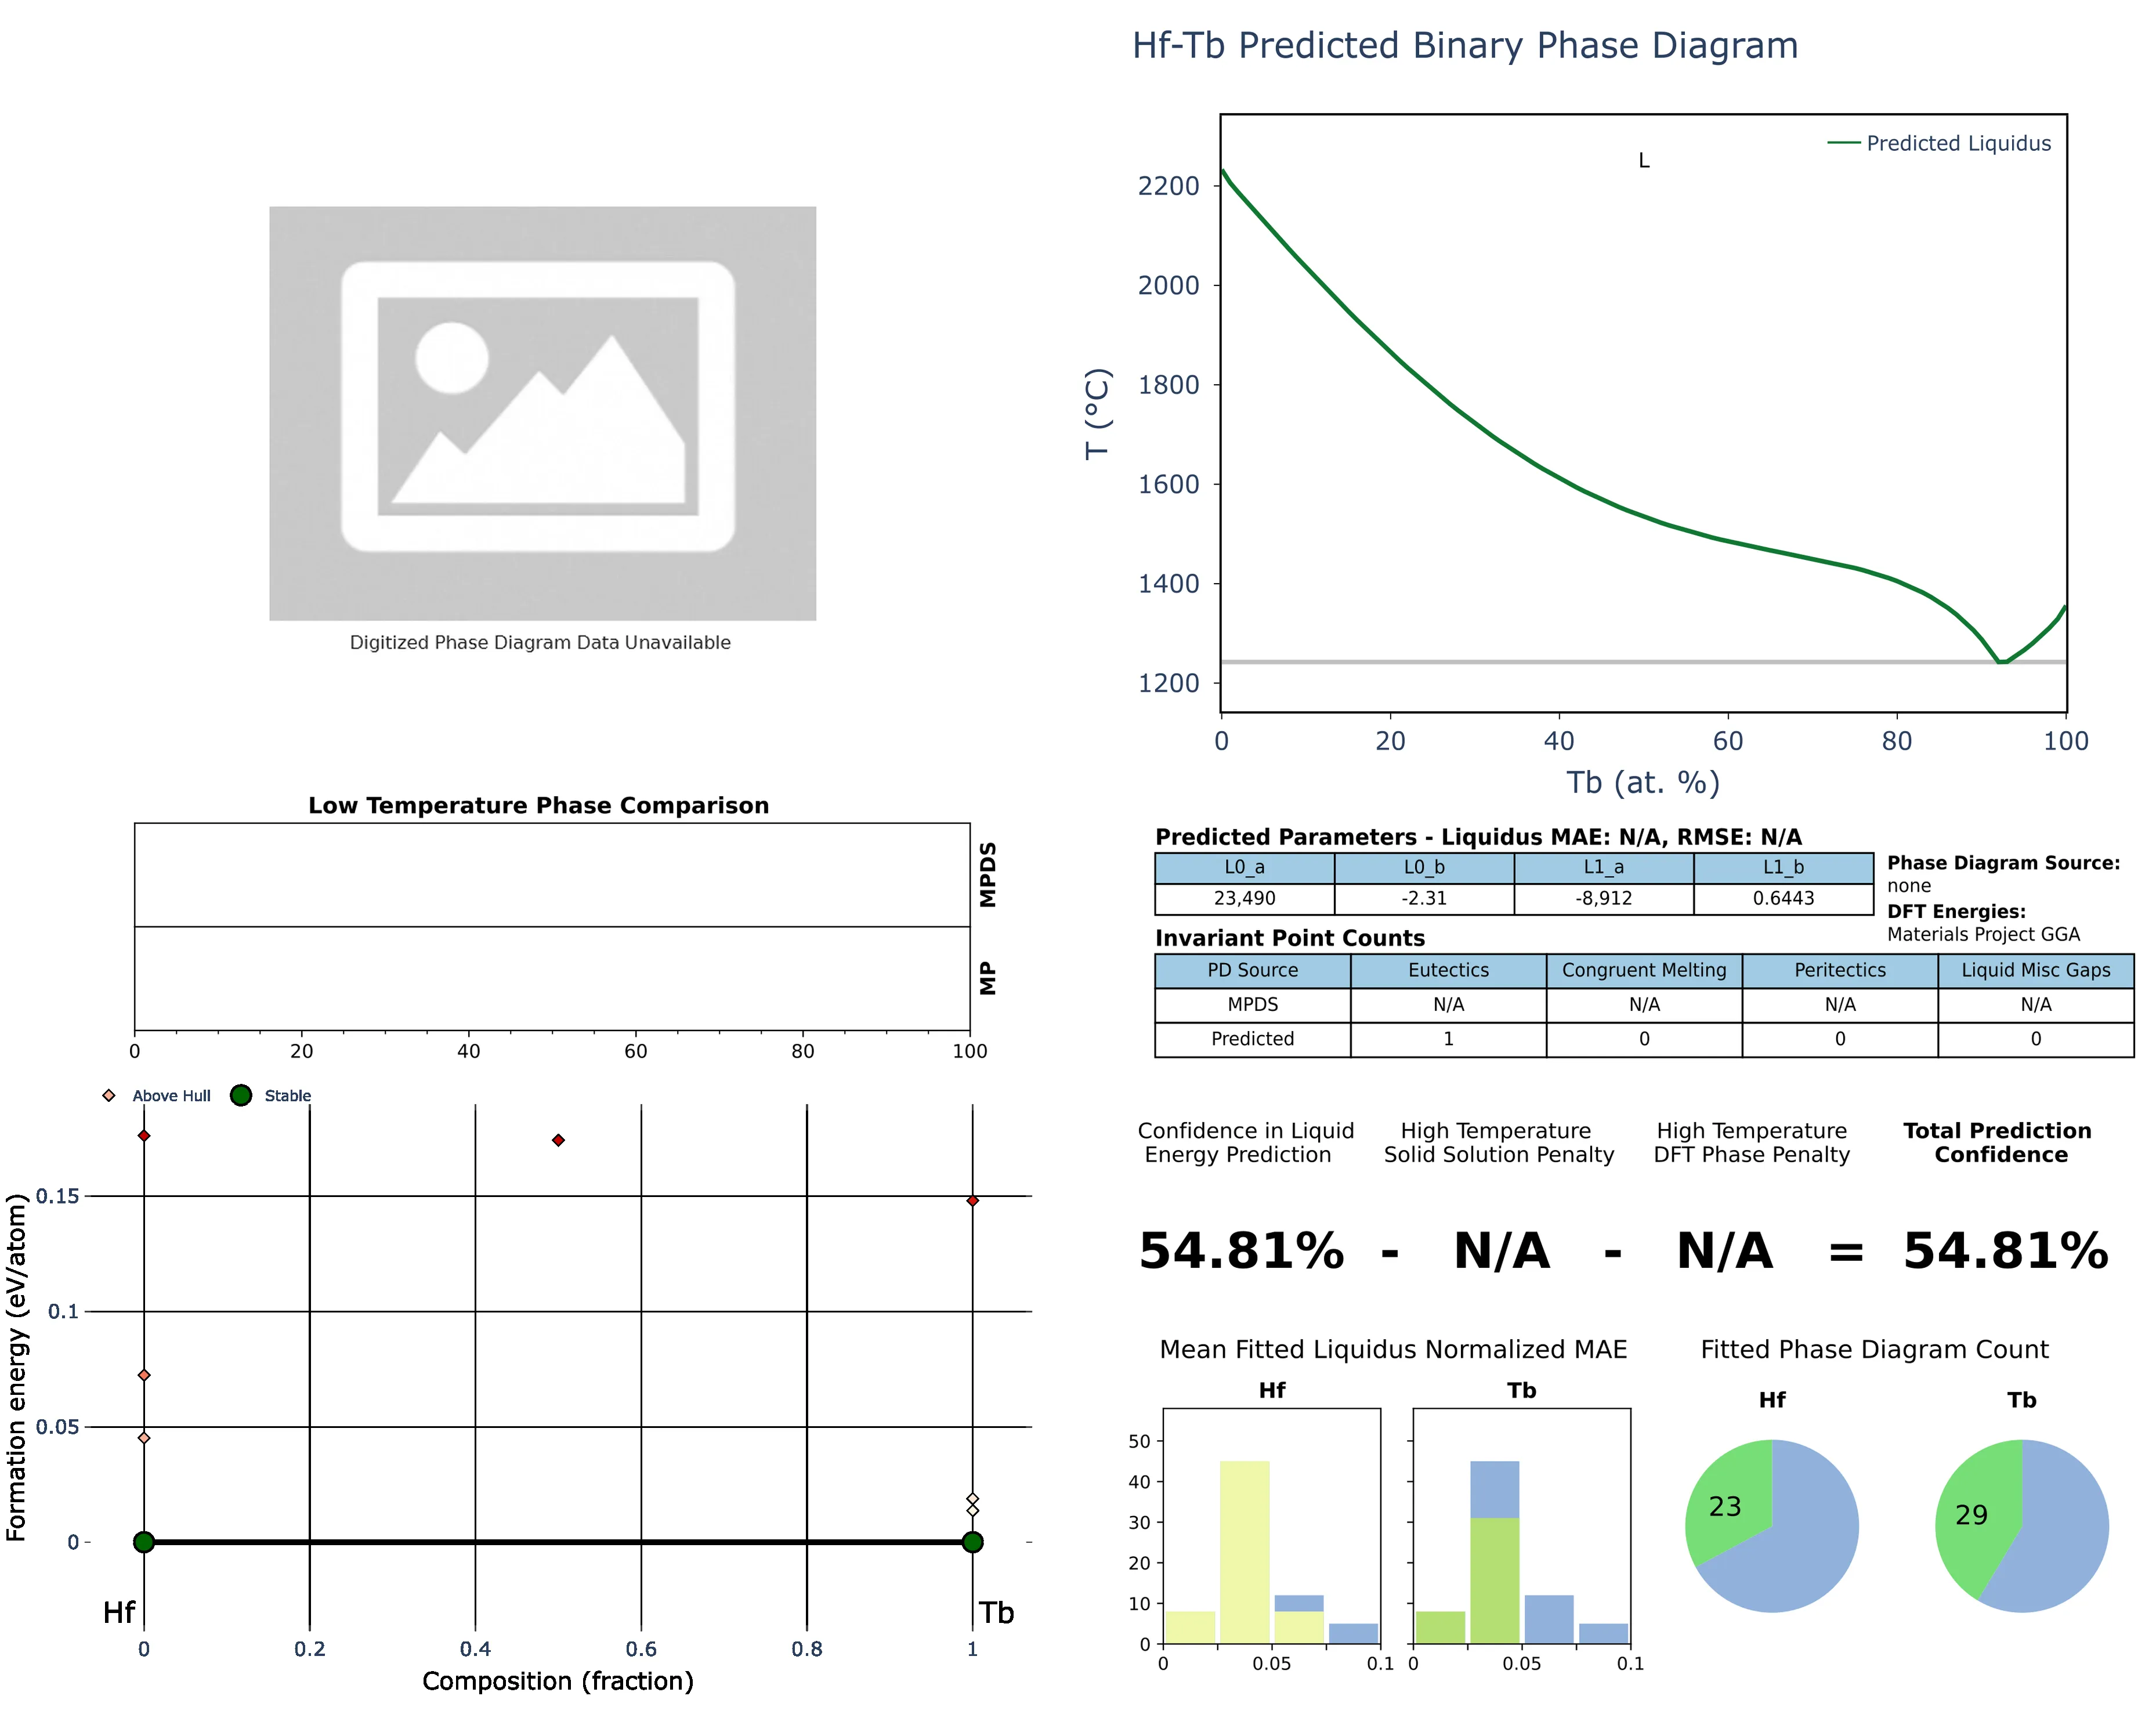 Hf-Tb Predicted Binary Phase Diagram
Predicted Liquidus
L
2200
2000
1800
1600
1400
1200
T (°C)
0 20 40 60 80 100
Tb (at. %)
Digitized Phase Diagram Data Unavailable
Low Temperature Phase Comparison
MPDS
MP
0 20 40 60 80 100
Predicted Parameters - Liquidus MAE: N/A, RMSE: N/A
L0_a L0_b L1_a L1_b
23,490 -2.31 -8,912 0.6443
Phase Diagram Source:
none
DFT Energies:
Materials Project GGA
Invariant Point Counts
PD Source Eutectics Congruent Melting Peritectics Liquid Misc Gaps
MPDS N/A N/A N/A N/A
Predicted 1 0 0 0
Above Hull Stable
0.15
0.1
0.05
0
Formation energy (eV/atom)
Hf Tb
0 0.2 0.4 0.6 0.8 1
Composition (fraction)
Confidence in Liquid
Energy Prediction
High Temperature
Solid Solution Penalty
High Temperature
DFT Phase Penalty
Total Prediction
Confidence
54.81% - N/A - N/A = 54.81%
Mean Fitted Liquidus Normalized MAE
Hf Tb
50
40
30
20
10
0
0 0.05 0.1 0 0.05 0.1
Fitted Phase Diagram Count
Hf Tb
23 29